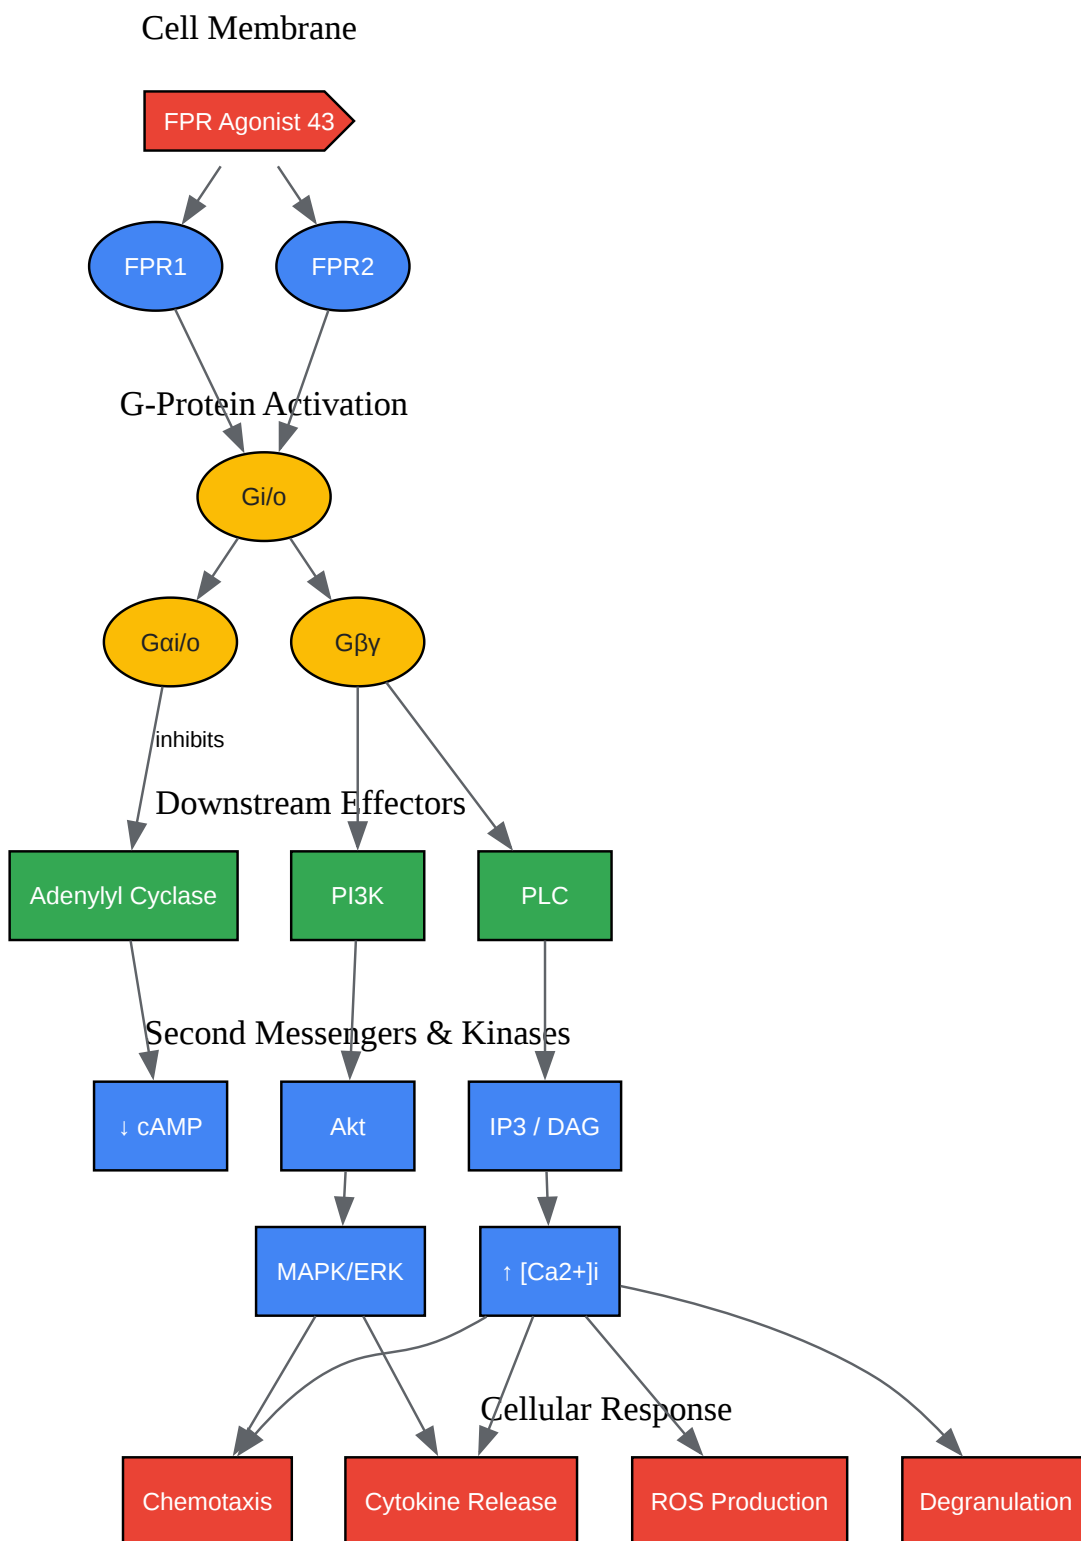 Cell Membrane
FPR Agonist 43
FPR1
FPR2
G-Protein Activation
Gi/o
Gαi/o
Gβγ
inhibits
Downstream Effectors
Adenylyl Cyclase
PI3K
PLC
Second Messengers & Kinases
↓ cAMP
Akt
IP3 / DAG
MAPK/ERK
↑ [Ca2+]i
Cellular Response
Chemotaxis
Cytokine Release
ROS Production
Degranulation